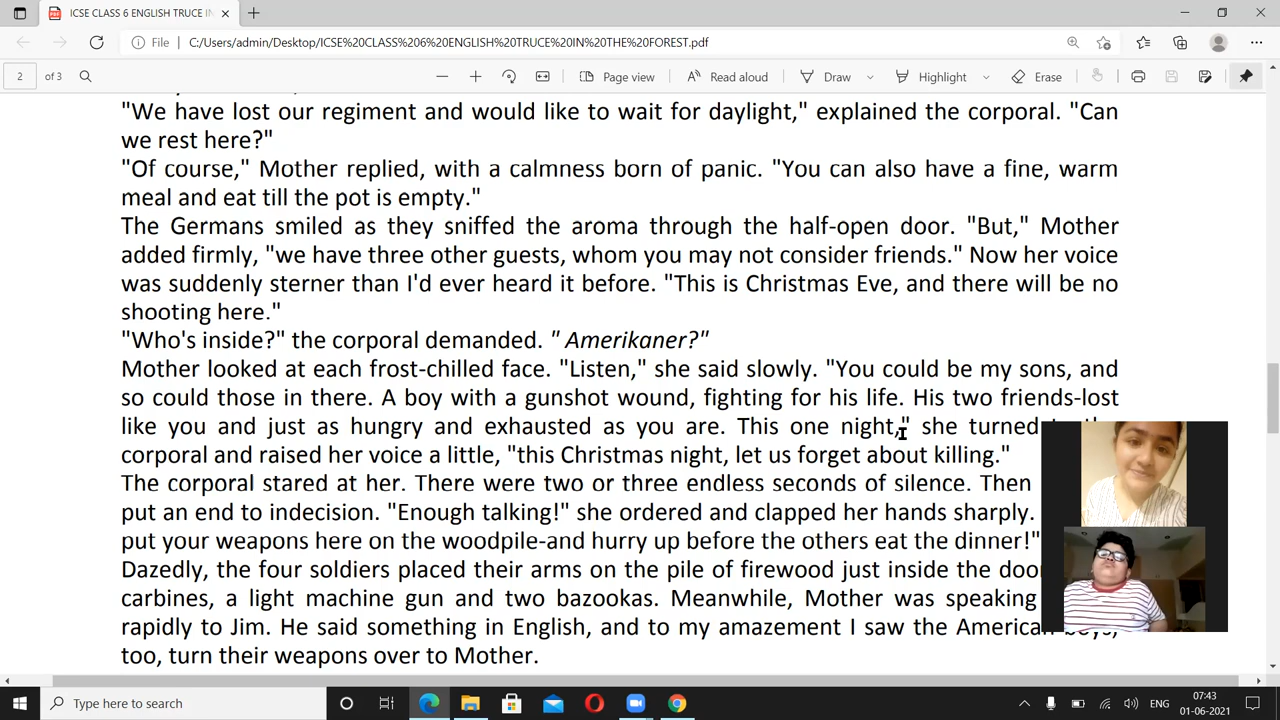 ICSE CLASS 6 ENGLISH TRUCE IN
File C:/Users/admin/Desktop/ICSE%20CLASS%206%20ENGLISH%20TRUCE%20IN%20THE%20FOREST.pdf
2 of 3 Page view Read aloud Draw Highlight Erase
"We have lost our regiment and would like to wait for daylight," explained the corporal. "Can
we rest here?"
"Of course," Mother replied, with a calmness born of panic. "You can also have a fine, warm
meal and eat till the pot is empty."
The Germans smiled as they sniffed the aroma through the half-open door. "But," Mother
added firmly, "we have three other guests, whom you may not consider friends." Now her voice
was suddenly sterner than I'd ever heard it before. "This is Christmas Eve, and there will be no
shooting here."
"Who's inside?" the corporal demanded. " Amerikaner?"
Mother looked at each frost-chilled face. "Listen," she said slowly. "You could be my sons, and
so could those in there. A boy with a gunshot wound, fighting for his life. His two friends-lost
like you and just as hungry and exhausted as you are. This one night," she turned
corporal and raised her voice a little, "this Christmas night, let us forget about killing."
The corporal stared at her. There were two or three endless seconds of silence. Then
put an end to indecision. "Enough talking!" she ordered and clapped her hands sharply.
put your weapons here on the woodpile-and hurry up before the others eat the dinner!"
Dazedly, the four soldiers placed their arms on the pile of firewood just inside the
carbines, a light machine gun and two bazookas. Meanwhile, Mother was speaking
rapidly to Jim. He said something in English, and to my amazement I saw the American boys,
too, turn their weapons over to Mother.
Type here to search
ENG
07:43
01-06-2021